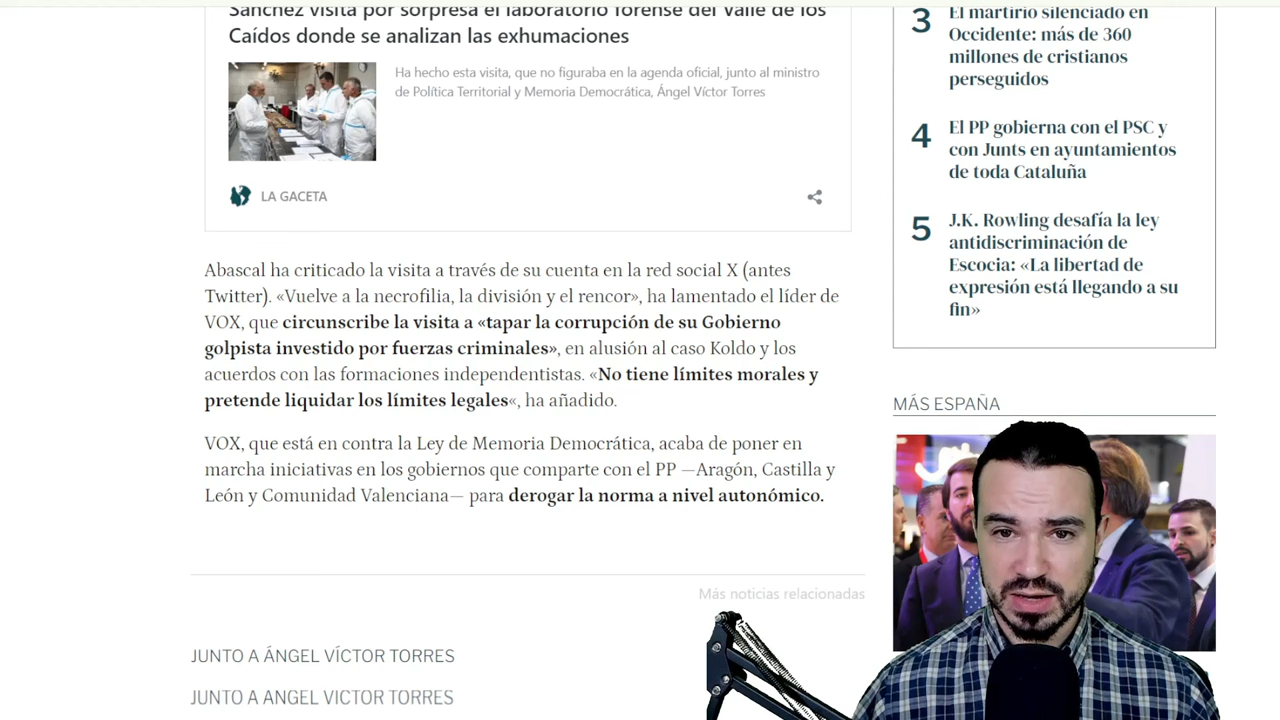 Sánchez visita por sorpresa el laboratorio forense del Valle de los
Caídos donde se analizan las exhumaciones
Ha hecho esta visita, que no figuraba en la agenda oficial, junto al ministro
de Política Territorial y Memoria Democrática, Ángel Víctor Torres
LA GACETA
Abascal ha criticado la visita a través de su cuenta en la red social X (antes
Twitter). «Vuelve a la necrofilia, la división y el rencor», ha lamentado el líder de
VOX, que circunscribe la visita a «tapar la corrupción de su Gobierno
golpista investido por fuerzas criminales», en alusión al caso Koldo y los
acuerdos con las formaciones independentistas. «No tiene límites morales y
pretende liquidar los límites legales«, ha añadido.
VOX, que está en contra la Ley de Memoria Democrática, acaba de poner en
marcha iniciativas en los gobiernos que comparte con el PP —Aragón, Castilla y
León y Comunidad Valenciana— para derogar la norma a nivel autonómico.
Más noticias relacionadas
JUNTO A ÁNGEL VÍCTOR TORRES
JUNTO A ANGEL VICTOR TORRES
3
El martirio silenciado en
Occidente: más de 360
millones de cristianos
perseguidos
4
El PP gobierna con el PSC y
con Junts en ayuntamientos
de toda Cataluña
5
J.K. Rowling desafía la ley
antidiscriminación de
Escocia: «La libertad de
expresión está llegando a su
fin»
MÁS ESPAÑA